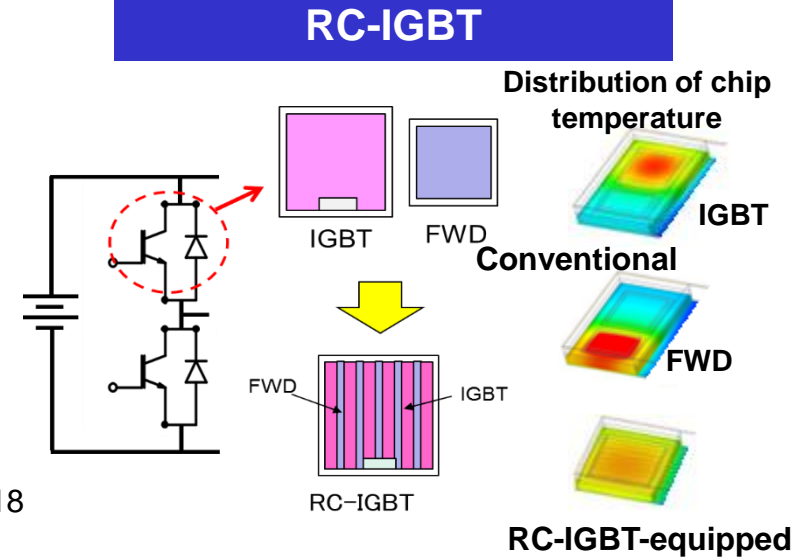 RC-IGBT
Distribution of chip
temperature
IGBT
IGBT
FWD
Conventional
FWD
FWD
IGBT
RC-IGBT
18
RC-IGBT-equipped